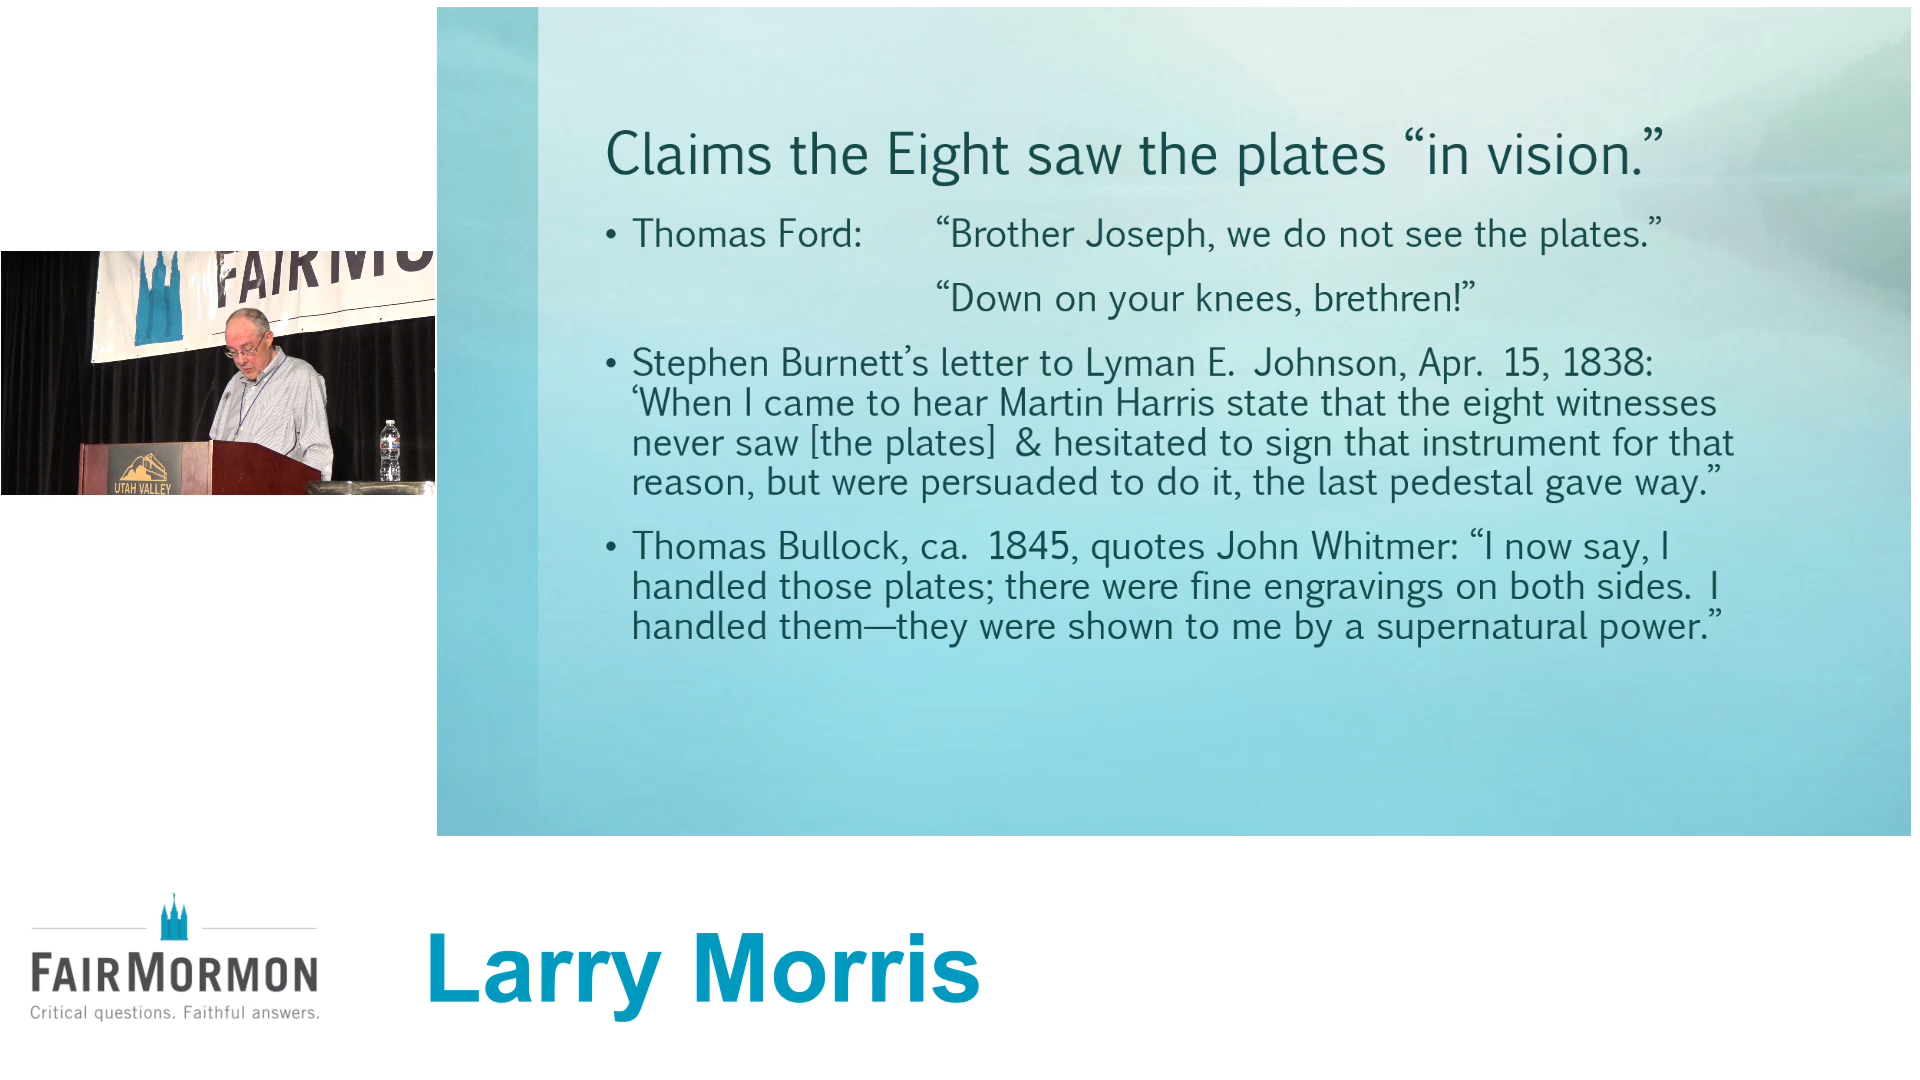 FAIRMO
UTAH VALLEY
Claims the Eight saw the plates “in vision.”
• Thomas Ford: “Brother Joseph, we do not see the plates.”
“Down on your knees, brethren!”
• Stephen Burnett’s letter to Lyman E. Johnson, Apr. 15, 1838:
‘When I came to hear Martin Harris state that the eight witnesses
never saw [the plates] & hesitated to sign that instrument for that
reason, but were persuaded to do it, the last pedestal gave way.”
• Thomas Bullock, ca. 1845, quotes John Whitmer: “I now say, I
handled those plates; there were fine engravings on both sides. I
handled them—they were shown to me by a supernatural power.”
FAIRMORMON
Critical questions. Faithful answers.
Larry Morris